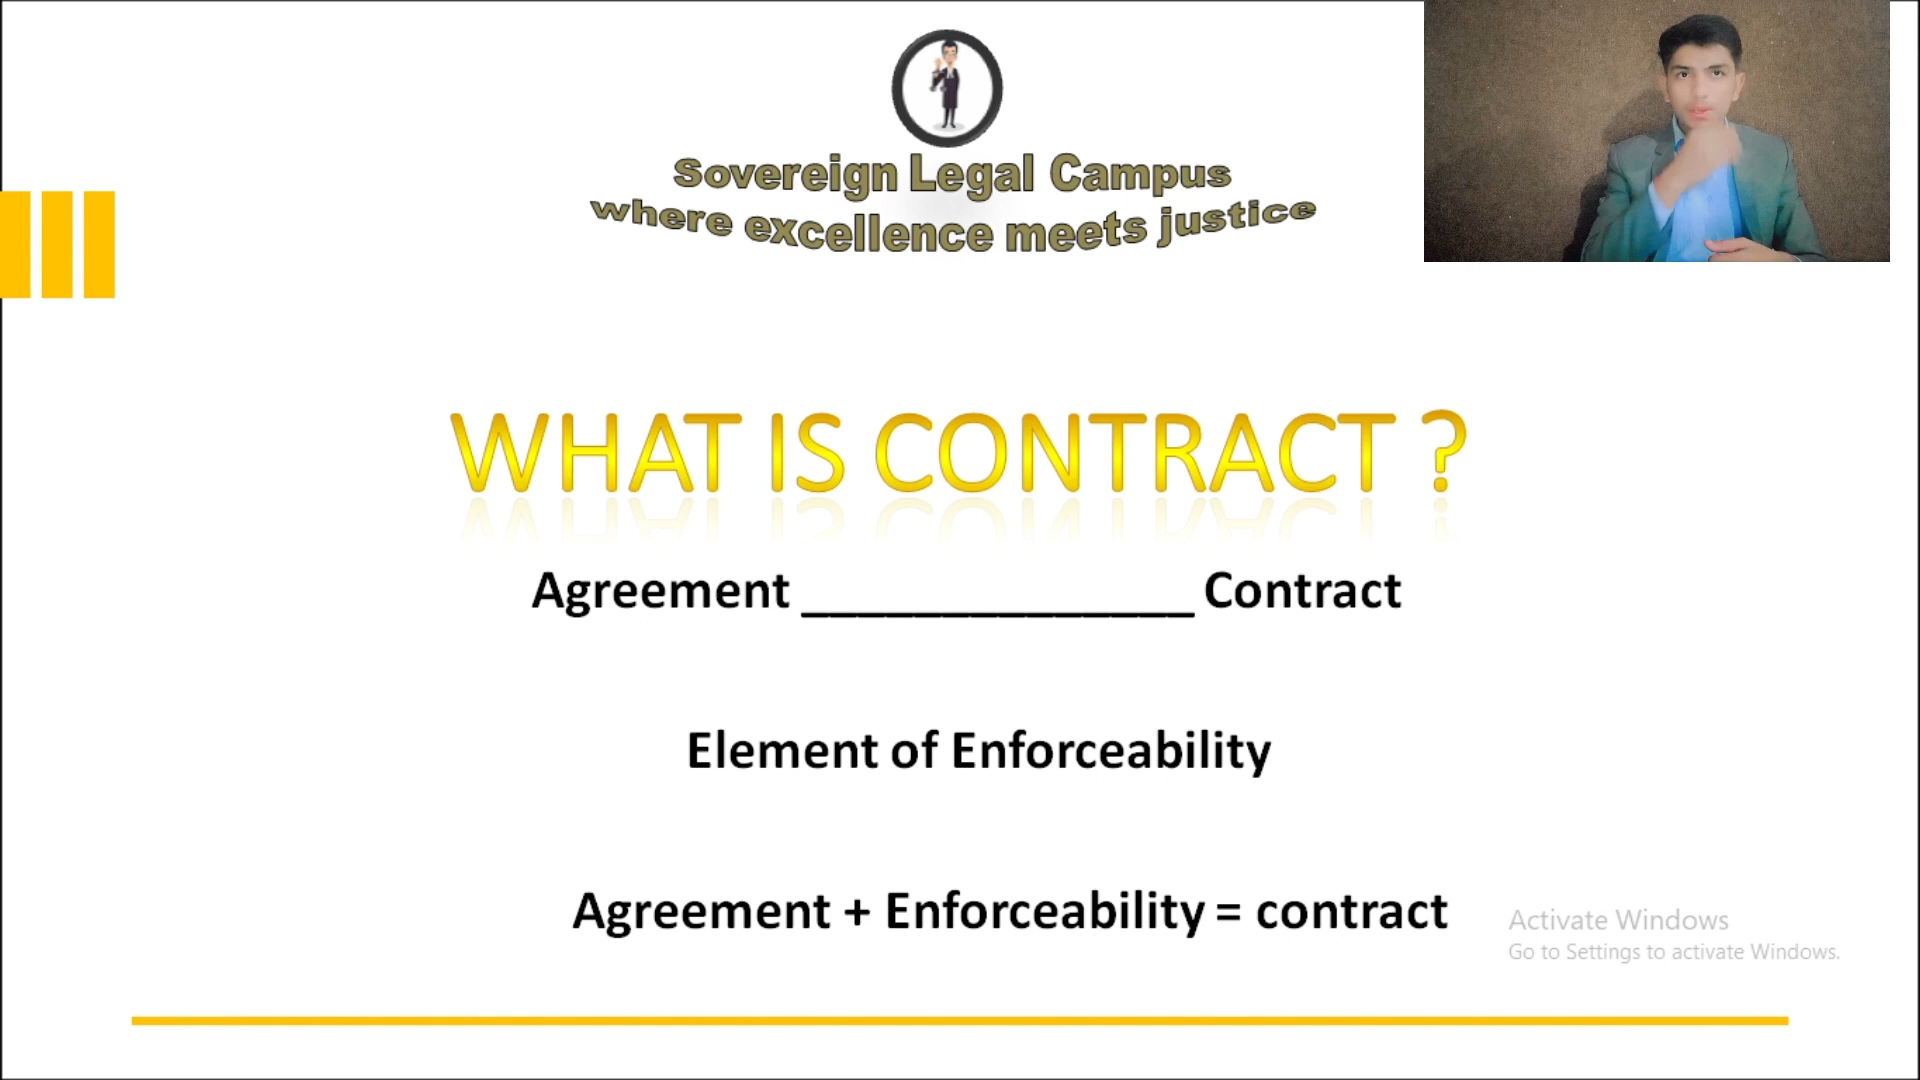 Sovereign Legal Campus
where excellence meets justice
WHAT IS CONTRACT ?
Agreement ______________ Contract
Element of Enforceability
Agreement + Enforceability = contract
Activate Windows
Go to Settings to activate Windows.